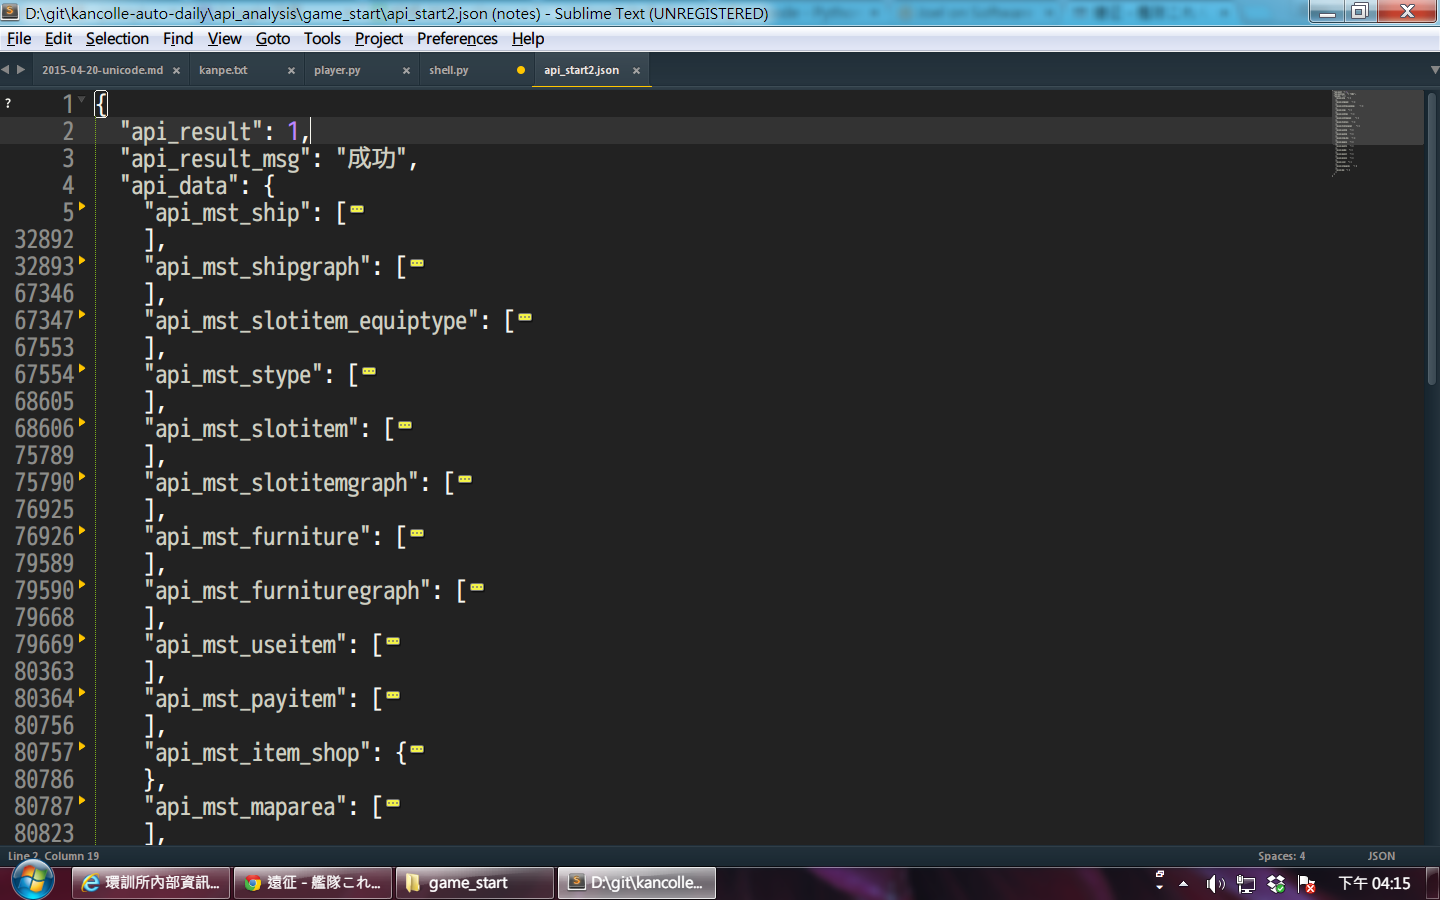 D:\git\kancolle-auto-daily\api_analysis\game_start\api_start2.json (notes) - Sublime Text (UNREGISTERED)
File Edit Selection Find View Goto Tools Project Preferences Help
2015-04-20-unicode.md × kanpe.txt × player.py × shell.py api_start2.json ×
? 1 {
2 "api_result": 1,
3 "api_result_msg": "成功",
4 "api_data": {
5 "api_mst_ship": [
32892 ],
32893 "api_mst_shipgraph": [
67346 ],
67347 "api_mst_slotitem_equiptype": [
67553 ],
67554 "api_mst_stype": [
68605 ],
68606 "api_mst_slotitem": [
75789 ],
75790 "api_mst_slotitemgraph": [
76925 ],
76926 "api_mst_furniture": [
79589 ],
79590 "api_mst_furnituregraph": [
79668 ],
79669 "api_mst_useitem": [
80363 ],
80364 "api_mst_payitem": [
80756 ],
80757 "api_mst_item_shop": {
80786 },
80787 "api_mst_maparea": [
80823 ],
Line 2, Column 19 Spaces: 4 JSON
環訓所內部資訊... 遠征 - 艦隊これ... game_start D:\git\kancolle... 下午 04:15